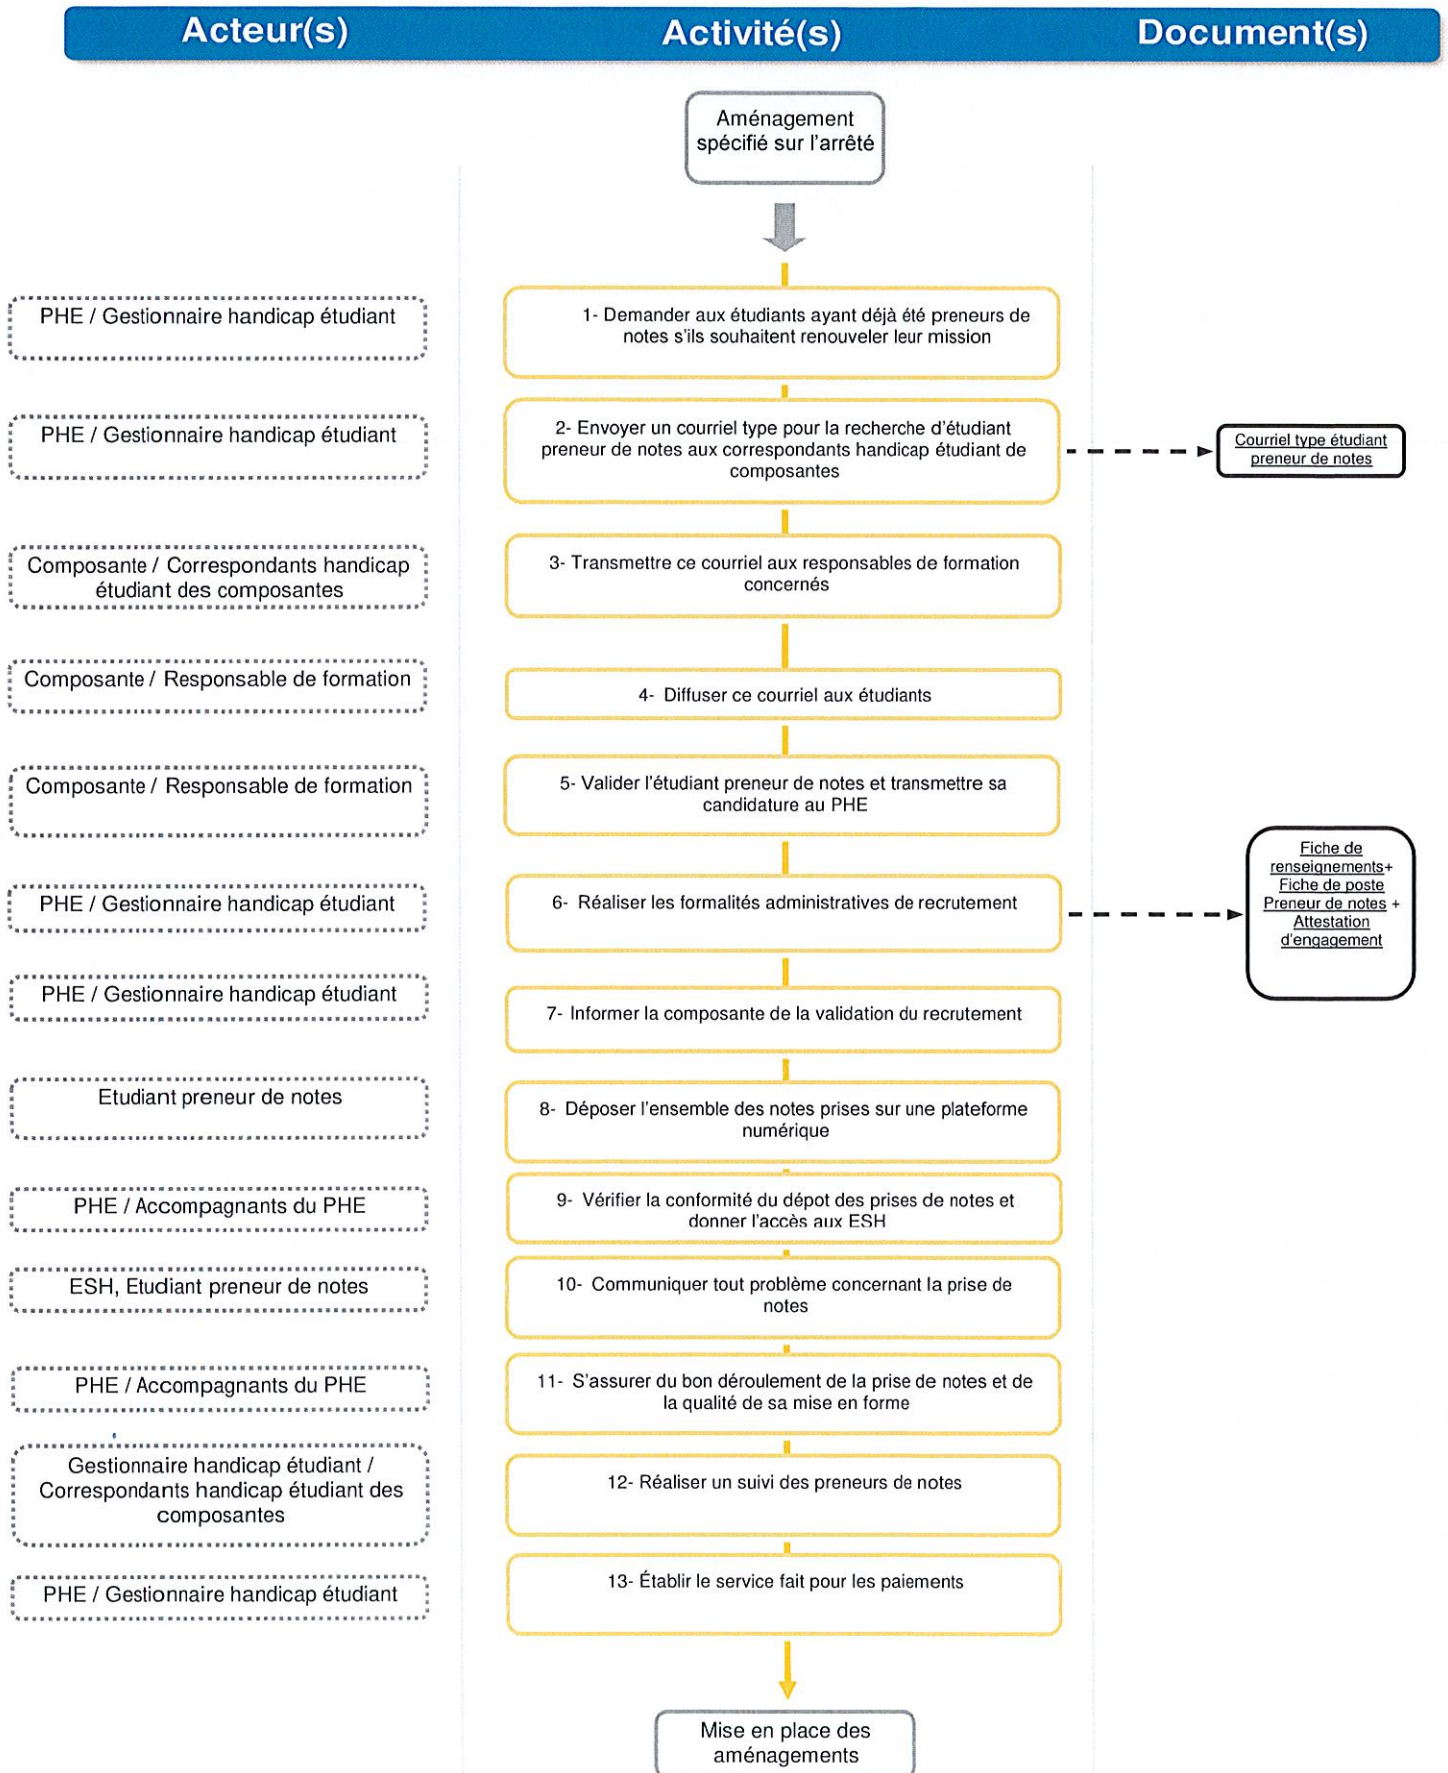 Acteur(s) Activité(s) Document(s)
Aménagement
spécifié sur l'arrêté
PHE / Gestionnaire handicap étudiant
1- Demander aux étudiants ayant déjà été preneurs de
notes s'ils souhaitent renouveler leur mission
PHE / Gestionnaire handicap étudiant
2- Envoyer un courriel type pour la recherche d'étudiant
preneur de notes aux correspondants handicap étudiant de
composantes
Courriel type étudiant
preneur de notes
Composante / Correspondants handicap
étudiant des composantes
3- Transmettre ce courriel aux responsables de formation
concernés
Composante / Responsable de formation
4- Diffuser ce courriel aux étudiants
Composante / Responsable de formation
5- Valider l'étudiant preneur de notes et transmettre sa
candidature au PHE
PHE / Gestionnaire handicap étudiant
6- Réaliser les formalités administratives de recrutement
Fiche de
renseignements+
Fiche de poste
Preneur de notes +
Attestation
d'engagement
PHE / Gestionnaire handicap étudiant
7- Informer la composante de la validation du recrutement
Etudiant preneur de notes
8- Déposer l'ensemble des notes prises sur une plateforme
numérique
PHE / Accompagnants du PHE
9- Vérifier la conformité du dépot des prises de notes et
donner l'accès aux ESH
ESH, Etudiant preneur de notes
10- Communiquer tout problème concernant la prise de
notes
PHE / Accompagnants du PHE
11- S'assurer du bon déroulement de la prise de notes et de
la qualité de sa mise en forme
Gestionnaire handicap étudiant /
Correspondants handicap étudiant des
composantes
12- Réaliser un suivi des preneurs de notes
PHE / Gestionnaire handicap étudiant
13- Établir le service fait pour les paiements
Mise en place des
aménagements